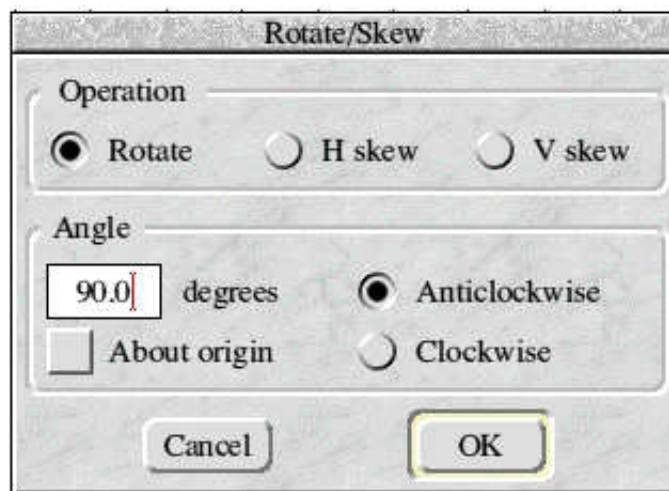 Rotate/Skew
Operation
Rotate H skew V skew
Angle
90.0 degrees Anticlockwise
About origin Clockwise
Cancel OK